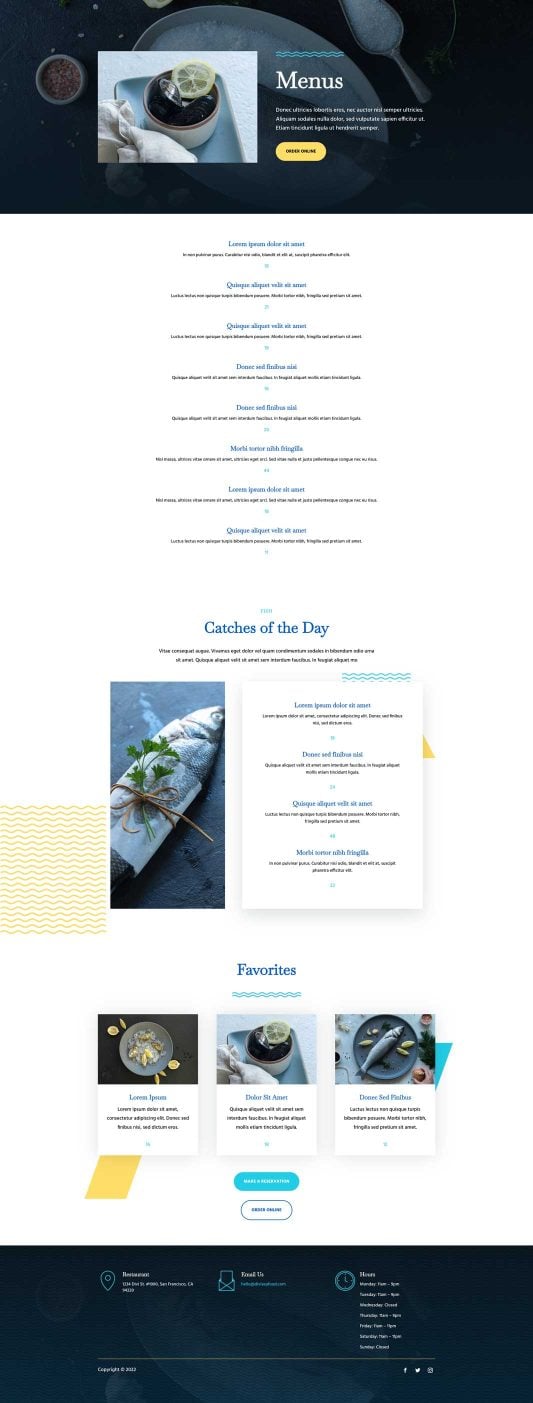 Menus
Donec ultricies lobortis eros, nec auctor nisl semper ultricies.
Aliquam sodales nulla dolor, sed vulputate sapien efficitur ut.
Etiam tincidunt ligula ut hendrerit semper.
ORDER ONLINE
Lorem ipsum dolor sit amet
In non pulvinar purus. Curabitur nisi odio, blandit et elit at, suscipit pharetra efficitur elit.
Quisque aliquet velit sit amet
Luctus lectus non quisque turpis bibendum posuere. Morbi tortor nibh, fringilla sed pretium sit amet.
21
Quisque aliquet velit sit amet
Luctus lectus non quisque turpis bibendum posuere. Morbi tortor nibh, fringilla sed pretium sit amet.
Donec sed finibus nisi
Quisque aliquet velit sit amet sem interdum faucibus. In feugiat aliquet mollis etiam tincidunt ligula.
Donec sed finibus nisi
Quisque aliquet velit sit amet sem interdum faucibus. In feugiat aliquet mollis etiam tincidunt ligula.
Morbi tortor nibh fringilla
Nisl massa, ultricies vitae ornare sit amet, ultricies eget orci. Sed vitae nulla et justo pellentesque congue nec eu risus.
Lorem ipsum dolor sit amet
Nisl massa, ultricies vitae ornare sit amet, ultricies eget orci. Sed vitae nulla et justo pellentesque congue nec eu risus.
Quisque aliquet velit sit amet
Luctus lectus non quisque turpis bibendum posuere. Morbi tortor nibh, fringilla sed pretium sit amet.
11
FISH
Catches of the Day
Vitae consequat augue. Vivamus eget dolor vel quam condimentum sodales in bibendum odio urna
sit amet. Quisque aliquet velit sit amet sem interdum faucibus. In feugiat aliquet mo
Lorem ipsum dolor sit amet
Lorem ipsum dolor sit amet, consectetur adipiscing elit. Donec sed finibus
nisi, sed dictum eros.
Donec sed finibus nisi
Quisque aliquet velit sit amet sem interdum faucibus. In feugiat aliquet
mollis etiam tincidunt ligula.
Quisque aliquet velit sit amet
Luctus lectus non quisque turpis bibendum posuere. Morbi tortor nibh,
fringilla sed pretium sit amet.
Morbi tortor nibh fringilla
In non pulvinar purus. Curabitur nisi odio, blandit et elit at, suscipit
pharetra efficitur elit.
22
Favorites
Lorem Ipsum
Lorem ipsum dolor sit amet,
consectetur adipiscing elit. Donec sed
finibus nisi, sed dictum eros.
14
Dolor Sit Amet
Quisque aliquet velit sit amet sem
interdum faucibus. In feugiat aliquet
mollis etiam tincidunt ligula.
Donec Sed Finibus
Luctus lectus non quisque turpis
bibendum posuere. Morbi tortor nibh,
fringilla sed pretium sit amet.
12
MAKE A RESERVATION
ORDER ONLINE
Restaurant
1234 Divi St. #1000, San Francisco, CA
94220
Email Us
hello@diviseafood.com
Hours
Monday: 11am – 9pm
Tuesday: 11am – 9pm
Wednesday: Closed
Thursday: 11am – 9pm
Friday: 11am – 11pm
Saturday: 11am – 11pm
Sunday: Closed
Copyright © 2022